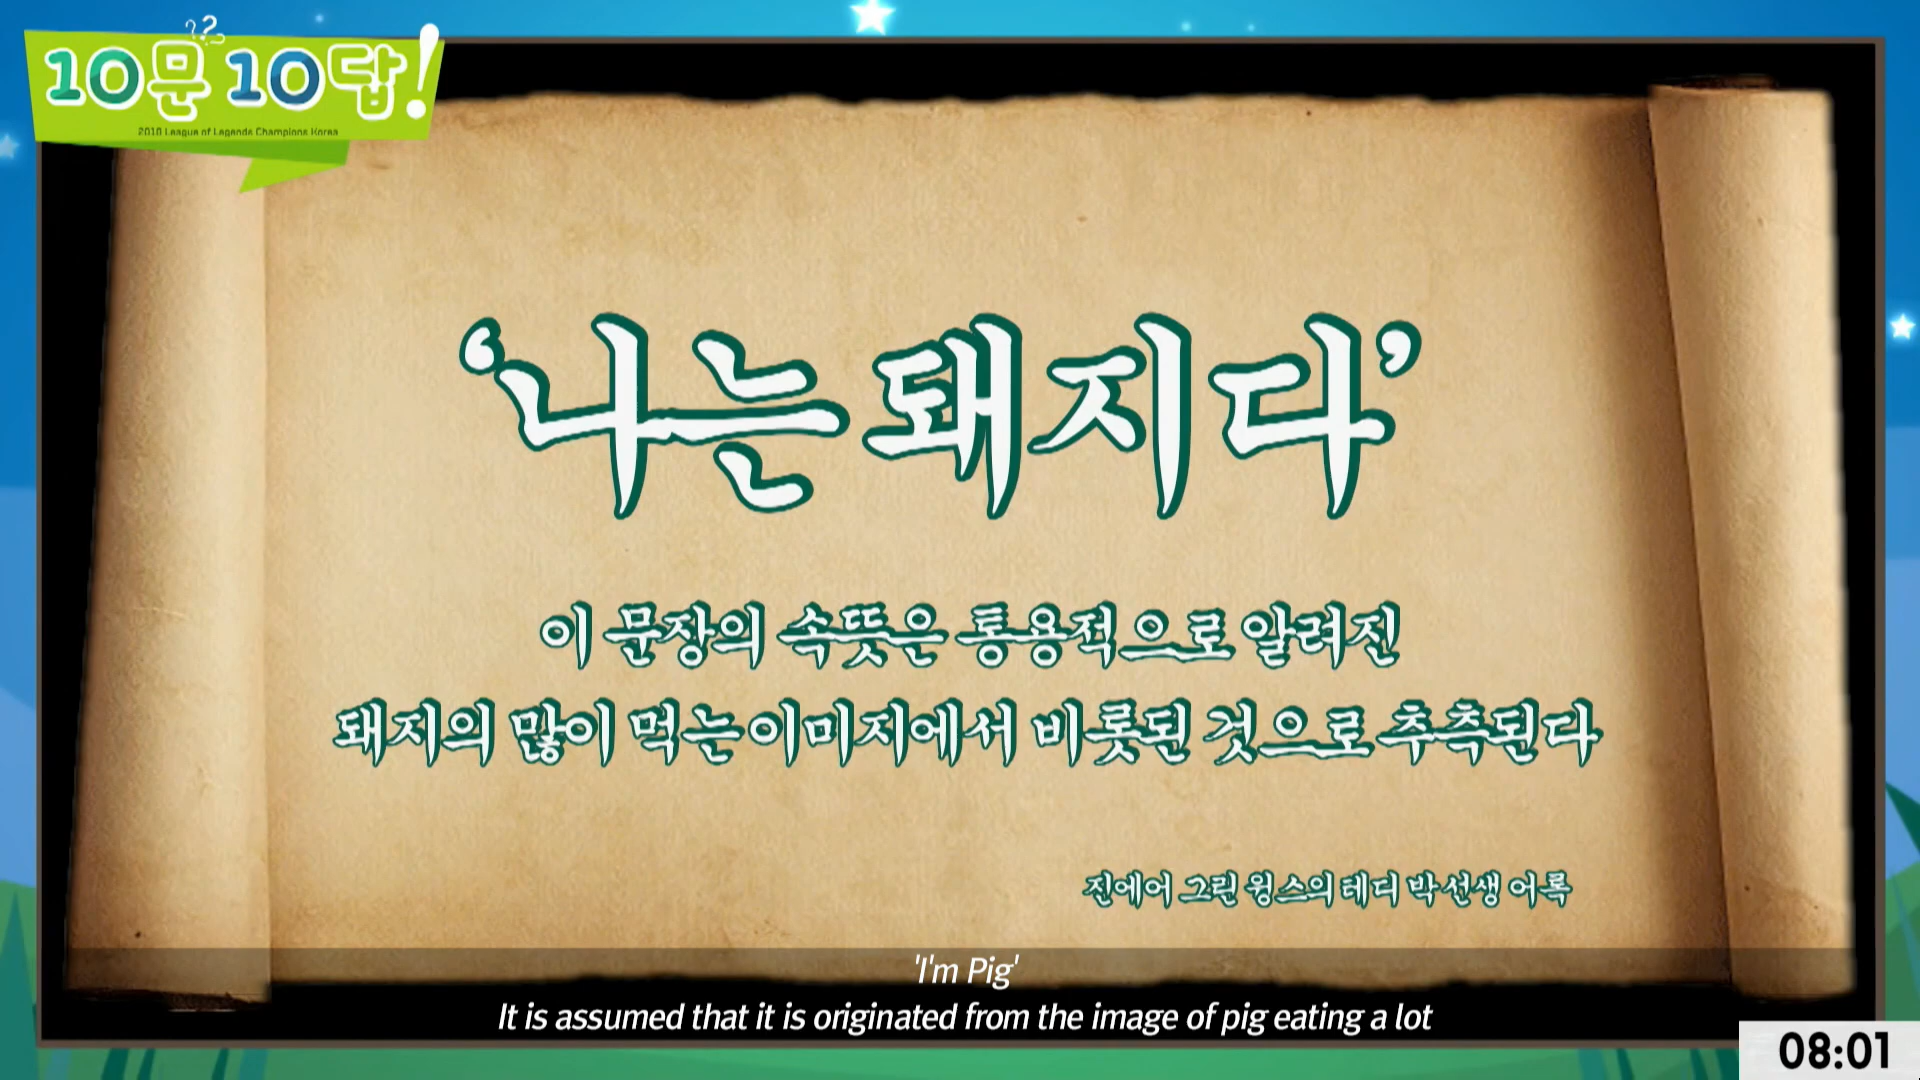 ??
10문 10답!
2018 League of Legends Champions Korea
‘나는 돼지다’
이 문장의 속뜻은 통용적으로 알려진
돼지의 많이 먹는 이미지에서 비롯된 것으로 추측된다
진에어 그린 윙스의 테디 박 선생 어록
'I'm Pig'
It is assumed that it is originated from the image of pig eating a lot
08:01